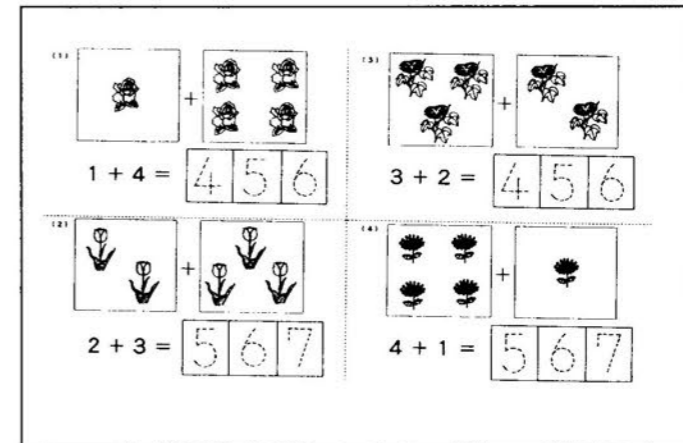 (1)
+
1 + 4 = 4 5 6
(2)
+
2 + 3 = 5 6 7
(3)
+
3 + 2 = 4 5 6
(4)
+
4 + 1 = 5 6 7